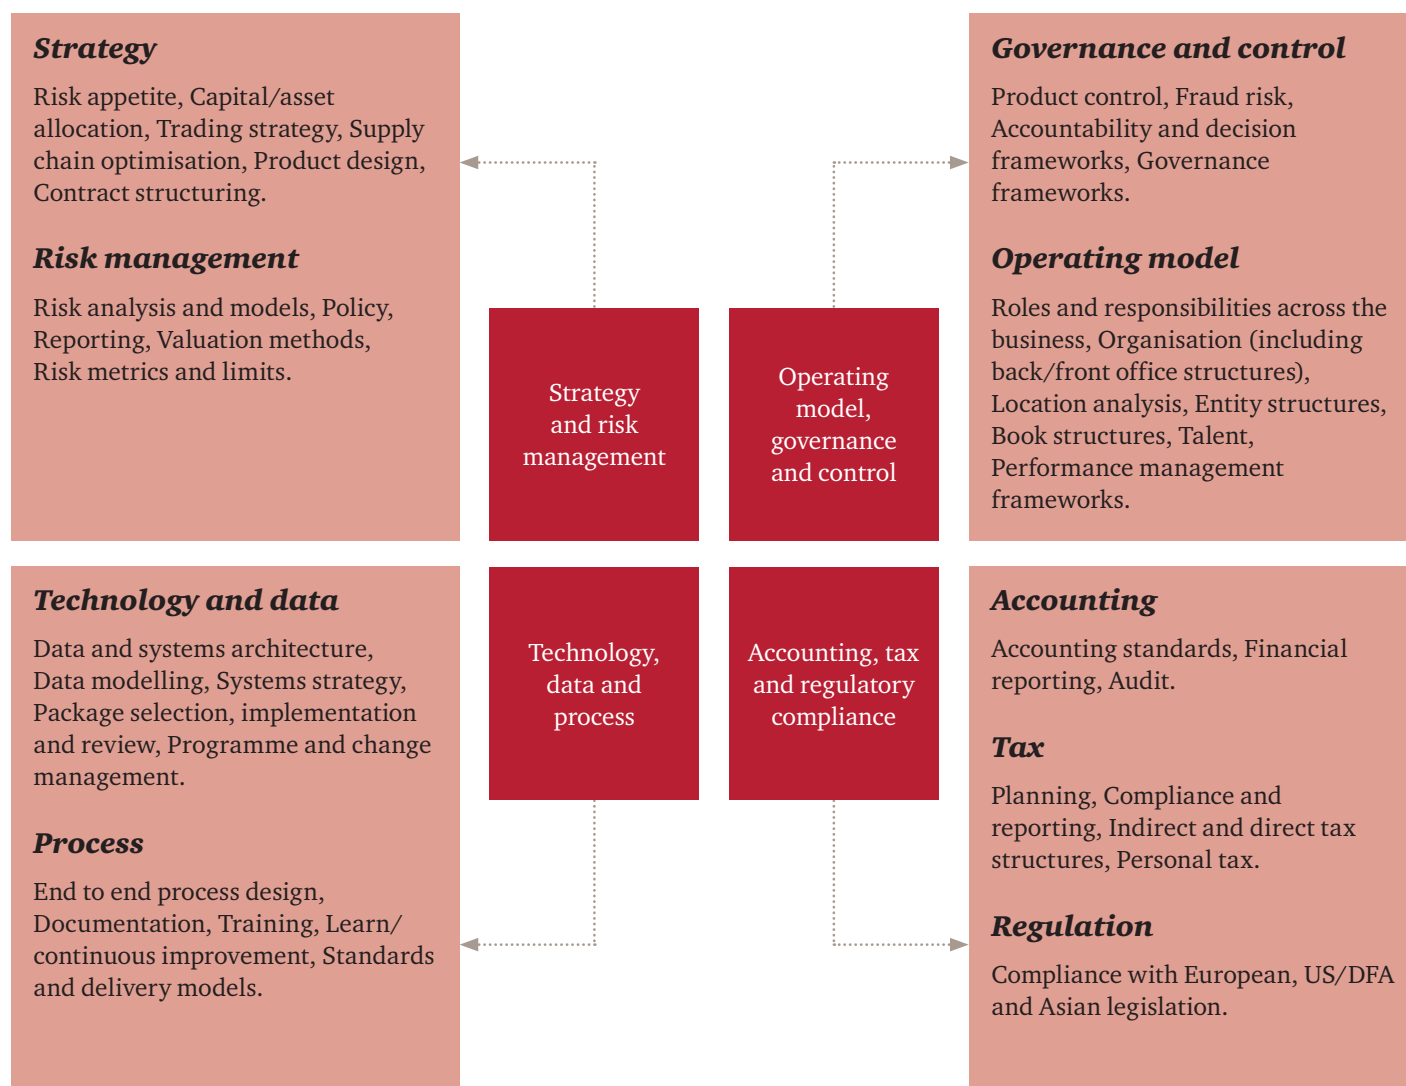 Strategy
Risk appetite, Capital/asset
allocation, Trading strategy, Supply
chain optimisation, Product design,
Contract structuring.
Risk management
Risk analysis and models, Policy,
Reporting, Valuation methods,
Risk metrics and limits.
Strategy
and risk
management
Operating
model,
governance
and control
Governance and control
Product control, Fraud risk,
Accountability and decision
frameworks, Governance
frameworks.
Operating model
Roles and responsibilities across the
business, Organisation (including
back/front office structures),
Location analysis, Entity structures,
Book structures, Talent,
Performance management
frameworks.
Technology and data
Data and systems architecture,
Data modelling, Systems strategy,
Package selection, implementation
and review, Programme and change
management.
Process
End to end process design,
Documentation, Training, Learn/
continuous improvement, Standards
and delivery models.
Technology,
data and
process
Accounting, tax
and regulatory
compliance
Accounting
Accounting standards, Financial
reporting, Audit.
Tax
Planning, Compliance and
reporting, Indirect and direct tax
structures, Personal tax.
Regulation
Compliance with European, US/DFA
and Asian legislation.